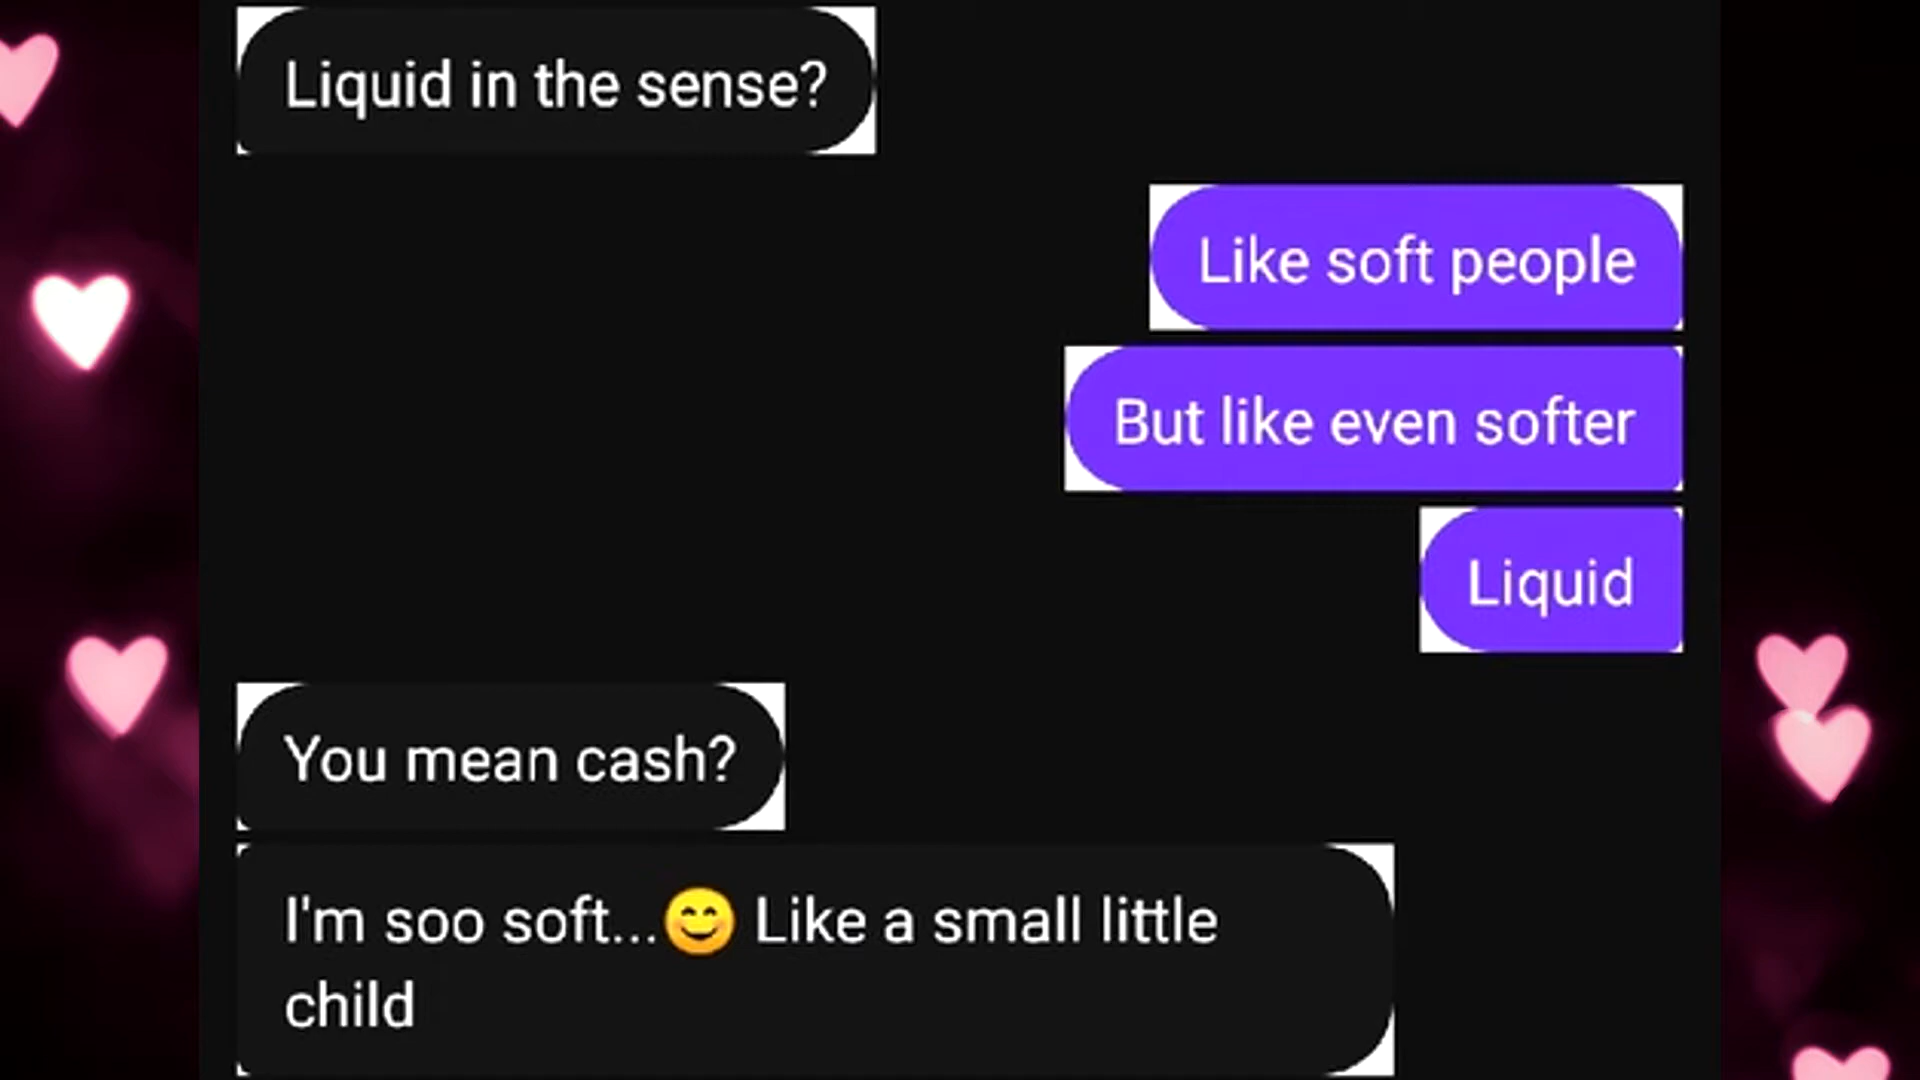 Liquid in the sense?
Like soft people
But like even softer
Liquid
You mean cash?
I'm soo soft...😊 Like a small little
child